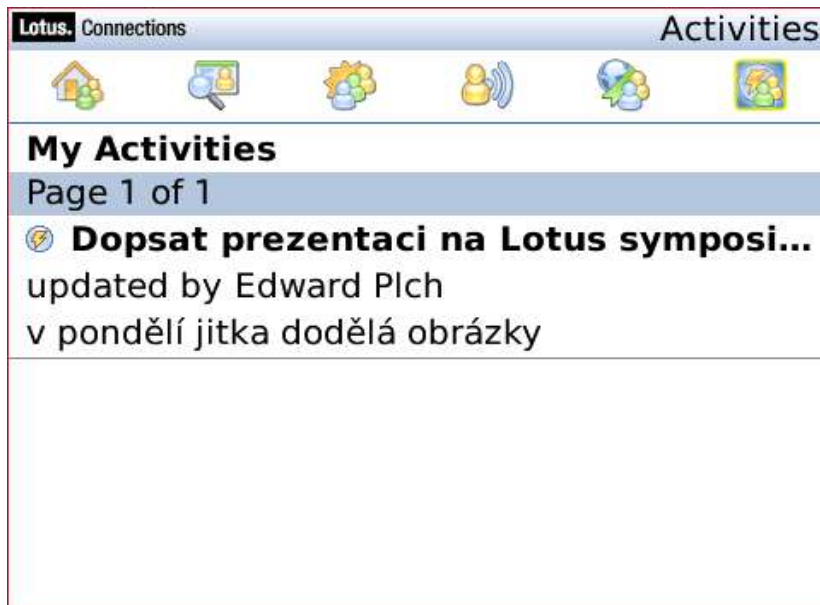 Lotus. Connections
Activities
My Activities
Page 1 of 1
Dopsat prezentaci na Lotus symposi...
updated by Edward Plch
v pondělí jitka dodělá obrázky